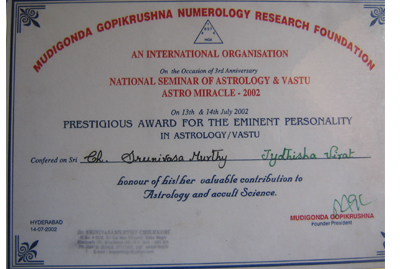 MUDIGONDA GOPIKRUSHNA NUMEROLOGY RESEARCH FOUNDATION
AN INTERNATIONAL ORGANISATION
On the Occasion of 3rd Anniversary
NATIONAL SEMINAR OF ASTROLOGY & VASTU
ASTRO MIRACLE - 2002
On 13th & 14th July 2002
PRESTIGIOUS AWARD FOR THE EMINENT PERSONALITY
IN ASTROLOGY/VASTU
Confered on Sri Ch. Srunivasa Murthy Jyothisha Virat
honour of his/her valuable contribution to
Astrology and accult Science.
HYDERABAD
14-07-2002
MUDIGONDA GOPIKRUSHNA
Founder President